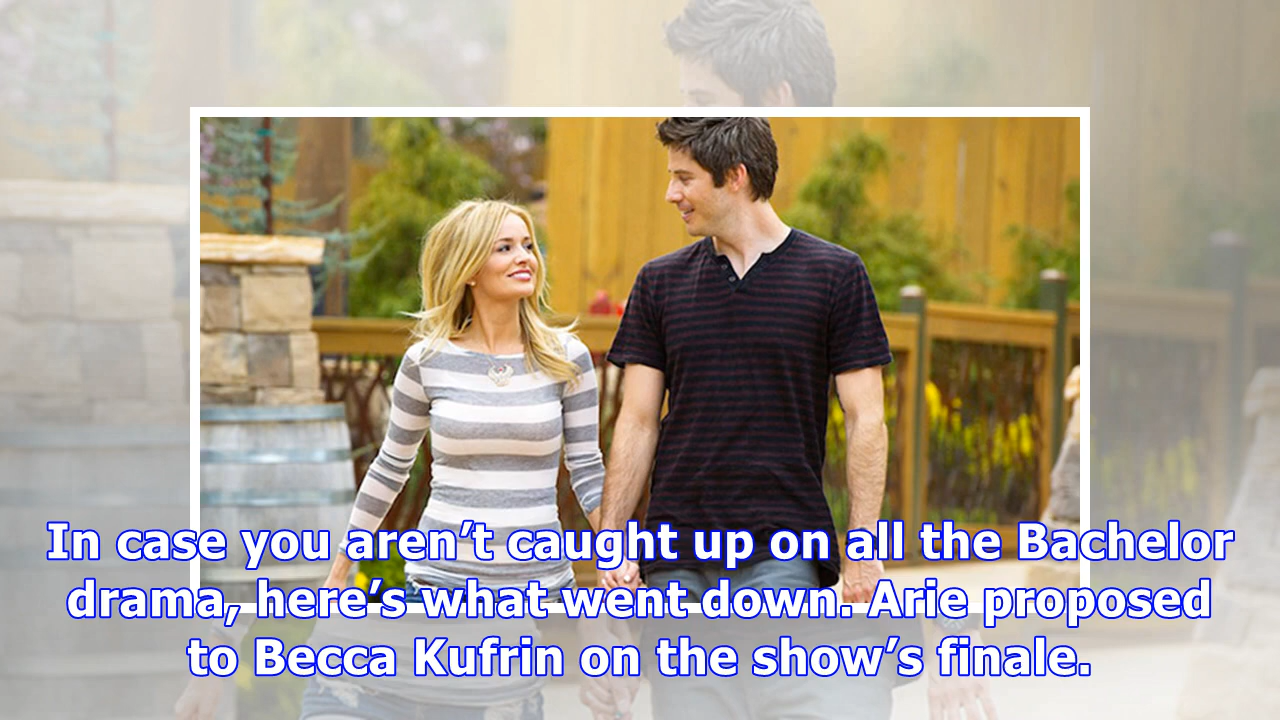 In case you aren’t caught up on all the Bachelor
drama, here’s what went down. Arie proposed
to Becca Kufrin on the show’s finale.